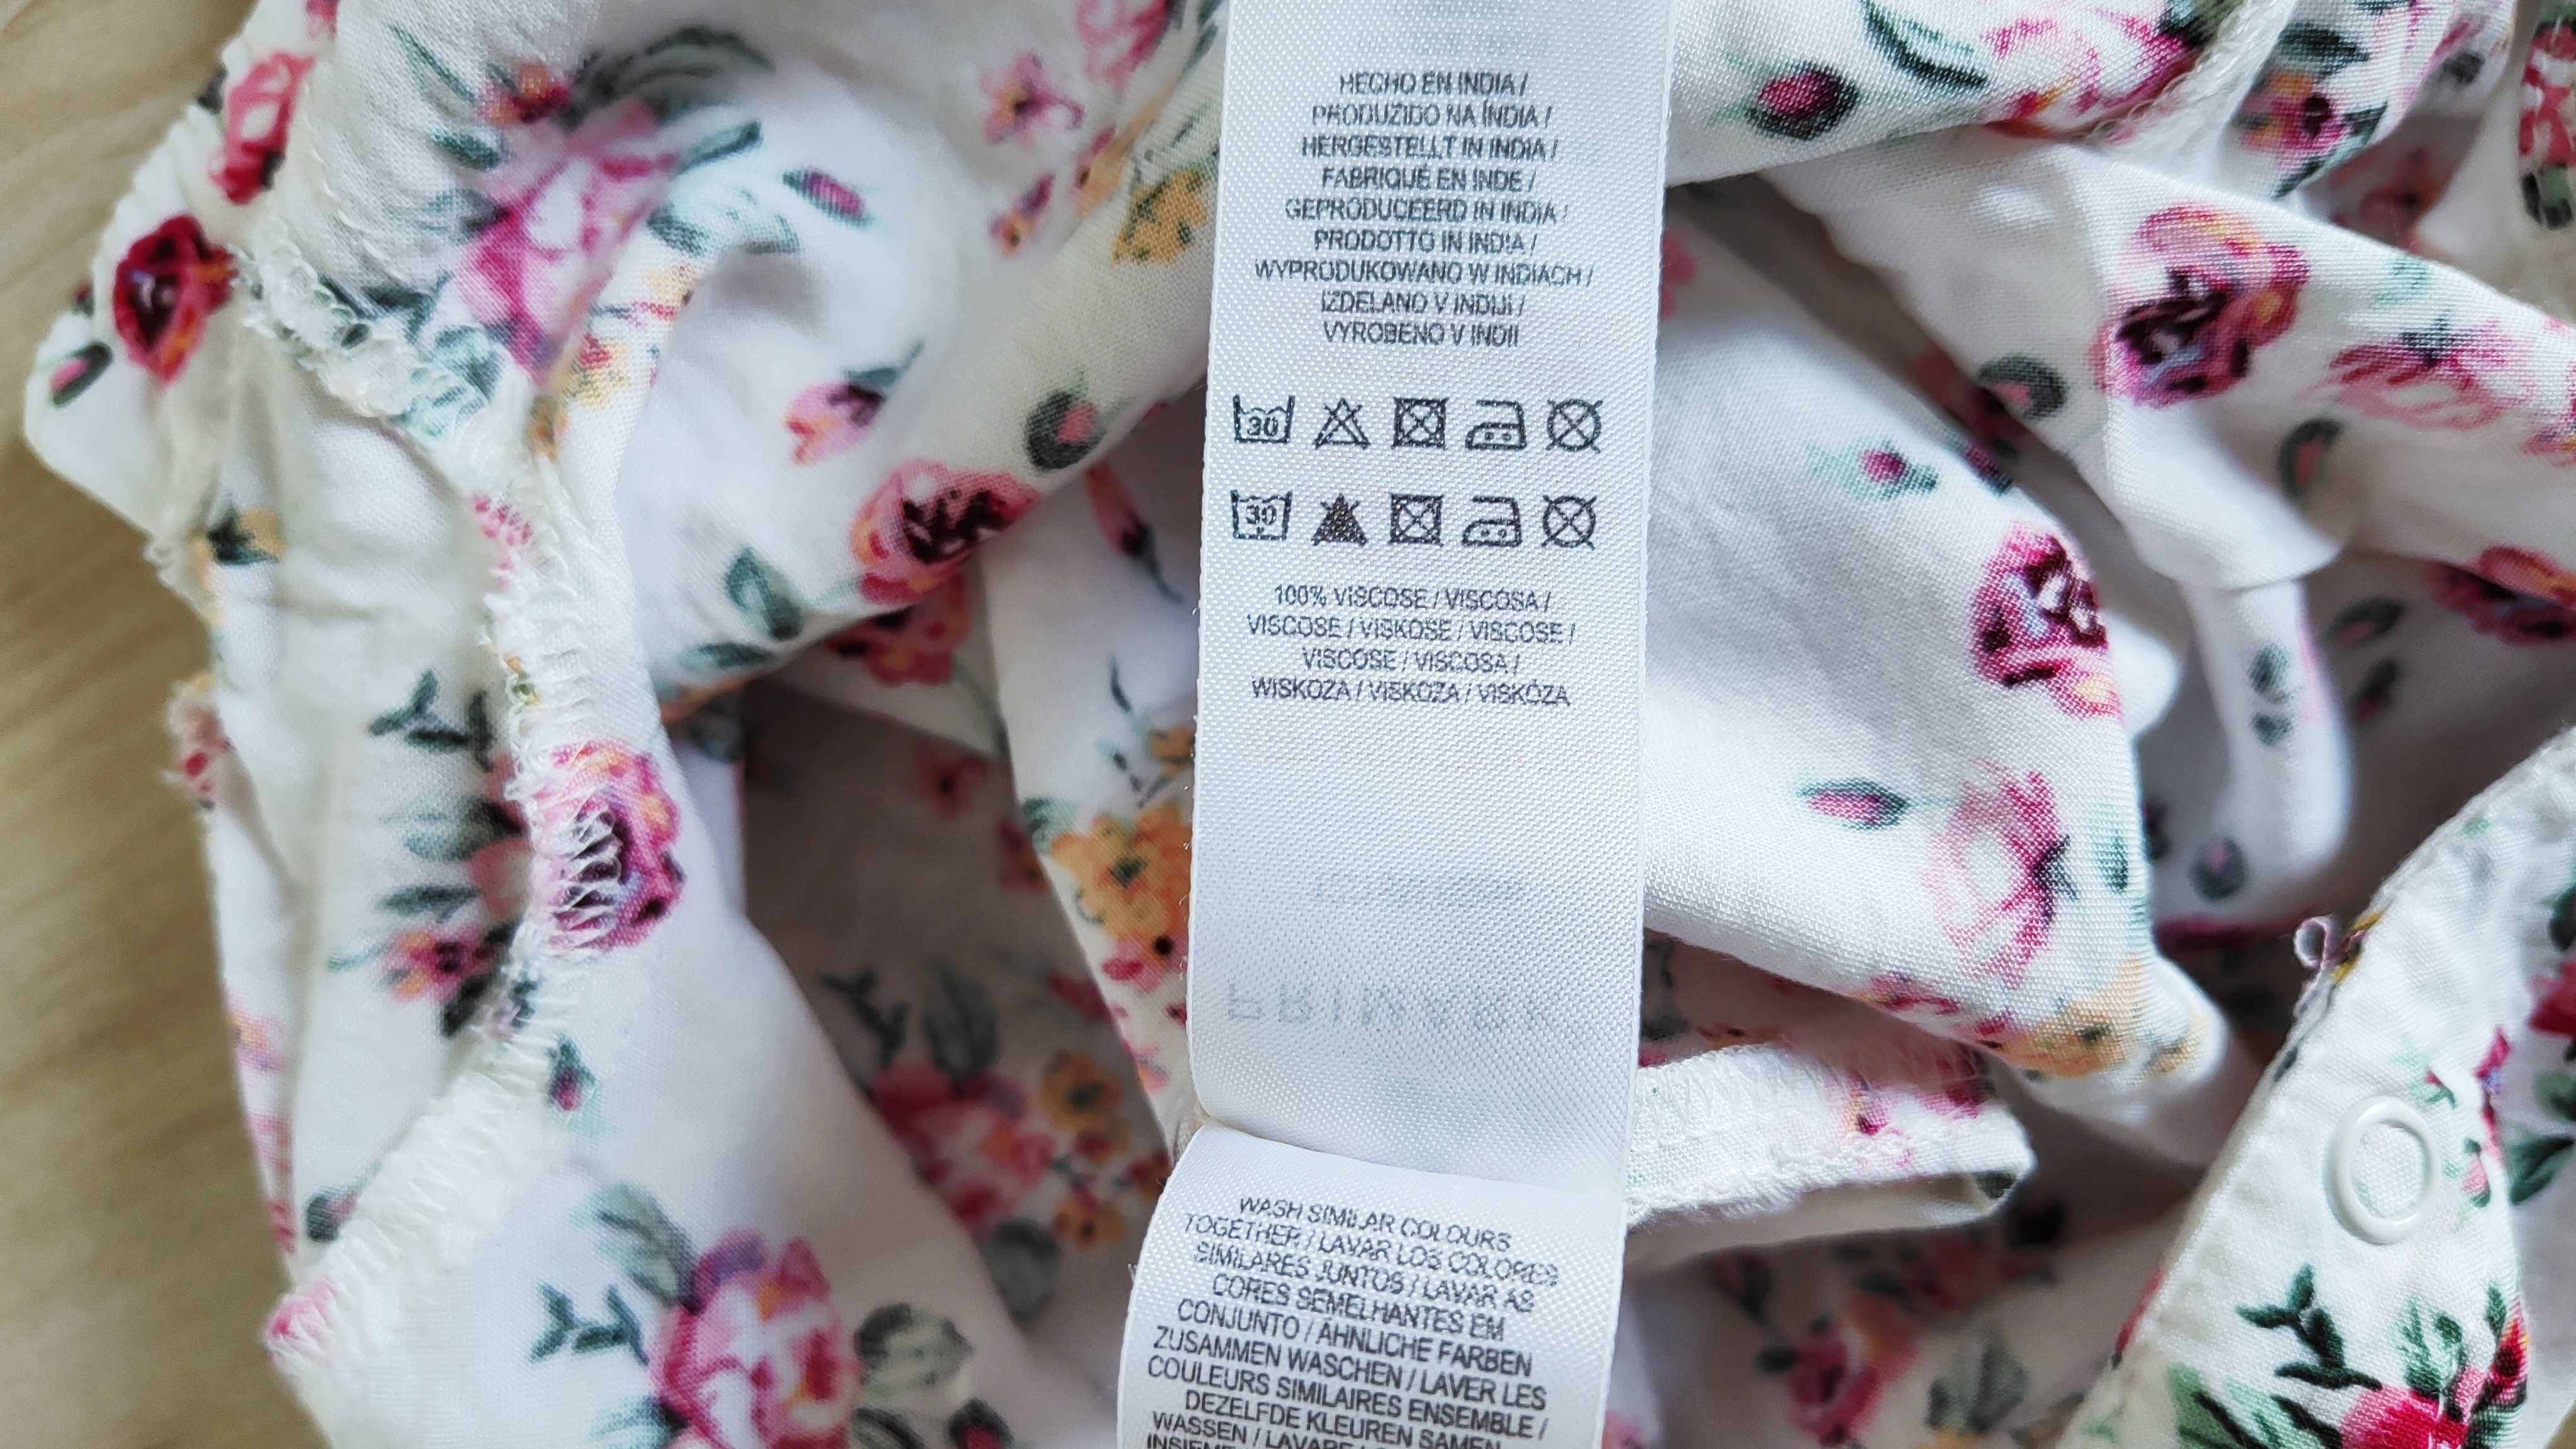 HECHO EN INDIA /
PRODUZIDO NA ÍNDIA /
HERGESTELLT IN INDIA /
FABRIQUÉ EN INDE /
GEPRODUCEERD IN INDIA /
PRODOTTO IN INDIA /
WYPRODUKOWANO W INDIACH /
IZDELANO V INDIJI /
VYROBENO V INDII
30
30
100% VISCOSE / VISCOSA /
VISCOSE / VISKOSE / VISCOSE /
VISCOSE / VISCOSA /
WISKOZA / VISKOZA / VISKÓZA
WASH SIMILAR COLOURS
TOGETHER / LAVAR LOS COLORES
SIMILARES JUNTOS / LAVAR AS
CORES SEMELHANTES EM
CONJUNTO / ÄHNLICHE FARBEN
ZUSAMMEN WASCHEN / LAVER LES
COULEURS SIMILAIRES ENSEMBLE /
DEZELFDE KLEUREN SAMEN
WASSEN / LAVARE